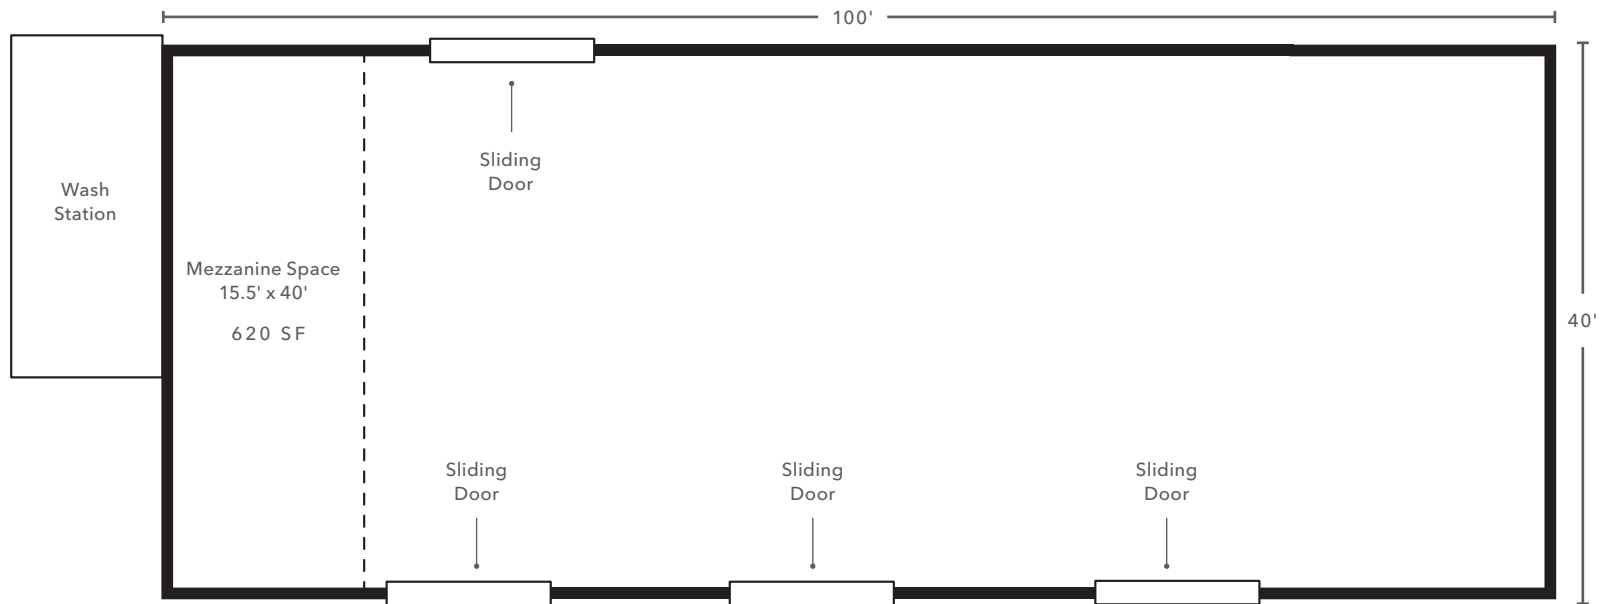 100'
Sliding
Door
Wash
Station
Mezzanine Space
15.5' x 40'
620 SF
40'
Sliding
Door
Sliding
Door
Sliding
Door